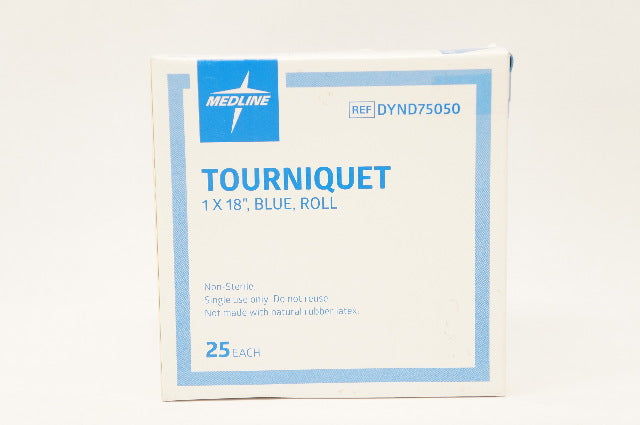 MEDLINE
REF DYND75050
TOURNIQUET
1 X 18", BLUE, ROLL
Non-Sterile.
Single use only. Do not reuse.
Not made with natural rubber latex.
25 EACH